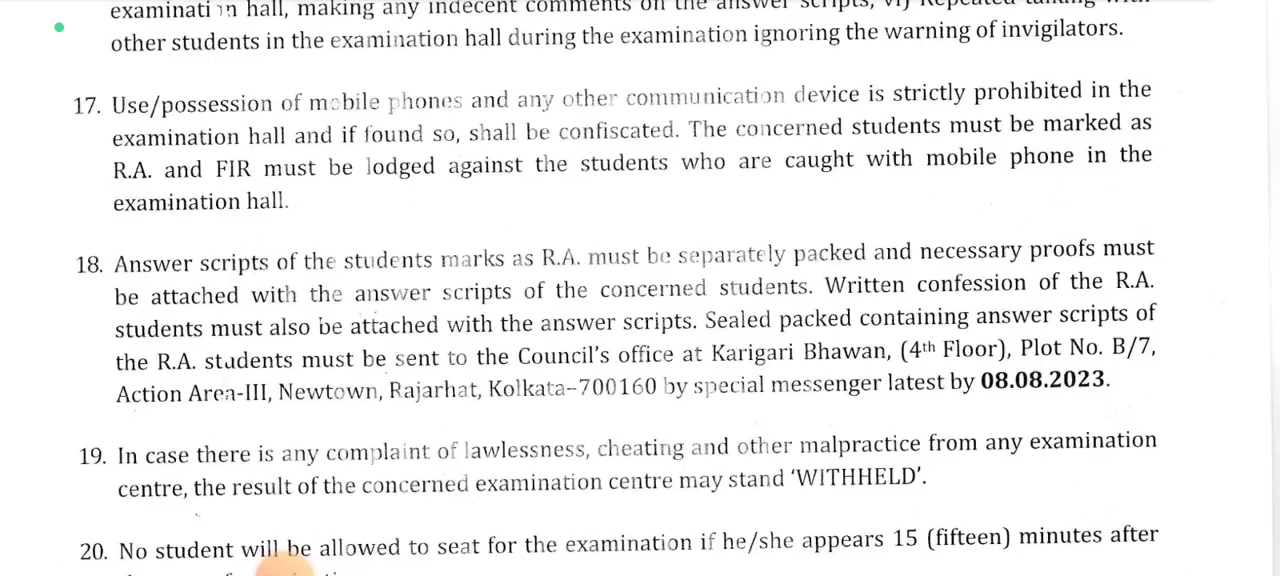 examination hall, making any indecent comments on the answer scripts, vi) Repeated talking with
other students in the examination hall during the examination ignoring the warning of invigilators.
17. Use/possession of mobile phones and any other communication device is strictly prohibited in the
examination hall and if found so, shall be confiscated. The concerned students must be marked as
R.A. and FIR must be lodged against the students who are caught with mobile phone in the
examination hall.
18. Answer scripts of the students marks as R.A. must be separately packed and necessary proofs must
be attached with the answer scripts of the concerned students. Written confession of the R.A.
students must also be attached with the answer scripts. Sealed packed containing answer scripts of
the R.A. students must be sent to the Council's office at Karigari Bhawan, (4th Floor), Plot No. B/7,
Action Area-III, Newtown, Rajarhat, Kolkata-700160 by special messenger latest by 08.08.2023.
19. In case there is any complaint of lawlessness, cheating and other malpractice from any examination
centre, the result of the concerned examination centre may stand 'WITHHELD'.
20. No student will be allowed to seat for the examination if he/she appears 15 (fifteen) minutes after